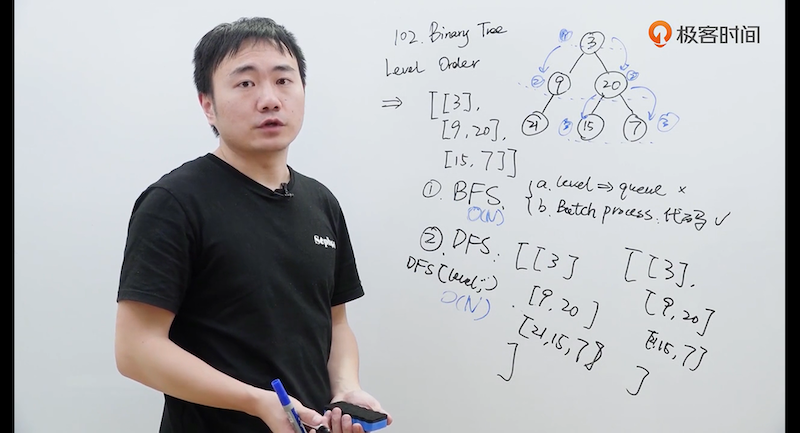 极客时间
102. Binary Tree
Level Order
⇒ [[3],
[9,20],
[15,7]]
3
9 20
21 15 7
① BFS. { a. level ⇒ queue ×
O(N) { b. Batch process. 代码 ✓
② DFS: [[3] [[3],
DFS(level,)
. [9,20] [9,20]
O(N)
[21,15,7]] 15,7]
] ]